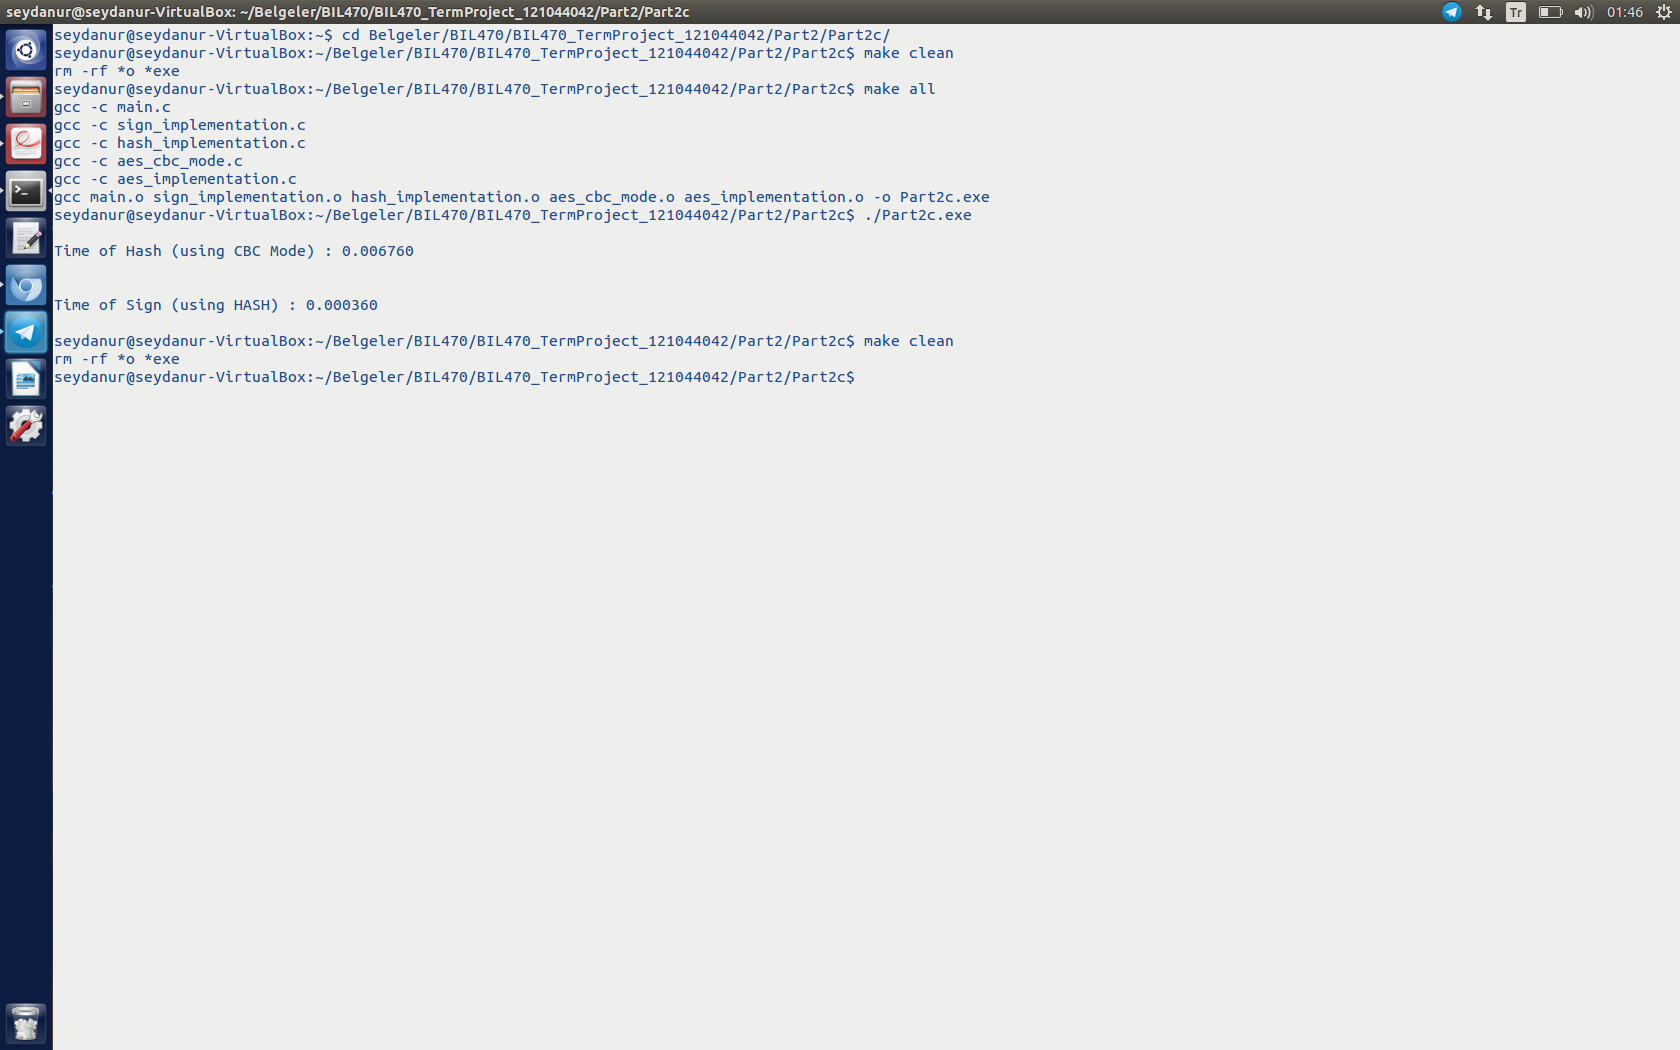 seydanur@seydanur-VirtualBox: ~/Belgeler/BIL470/BIL470_TermProject_121044042/Part2/Part2c
Tr
01:46
seydanur@seydanur-VirtualBox:~$ cd Belgeler/BIL470/BIL470_TermProject_121044042/Part2/Part2c/
seydanur@seydanur-VirtualBox:~/Belgeler/BIL470/BIL470_TermProject_121044042/Part2/Part2c$ make clean
rm -rf *o *exe
seydanur@seydanur-VirtualBox:~/Belgeler/BIL470/BIL470_TermProject_121044042/Part2/Part2c$ make all
gcc -c main.c
gcc -c sign_implementation.c
gcc -c hash_implementation.c
gcc -c aes_cbc_mode.c
gcc -c aes_implementation.c
gcc main.o sign_implementation.o hash_implementation.o aes_cbc_mode.o aes_implementation.o -o Part2c.exe
seydanur@seydanur-VirtualBox:~/Belgeler/BIL470/BIL470_TermProject_121044042/Part2/Part2c$ ./Part2c.exe
Time of Hash (using CBC Mode) : 0.006760
Time of Sign (using HASH) : 0.000360
seydanur@seydanur-VirtualBox:~/Belgeler/BIL470/BIL470_TermProject_121044042/Part2/Part2c$ make clean
rm -rf *o *exe
seydanur@seydanur-VirtualBox:~/Belgeler/BIL470/BIL470_TermProject_121044042/Part2/Part2c$